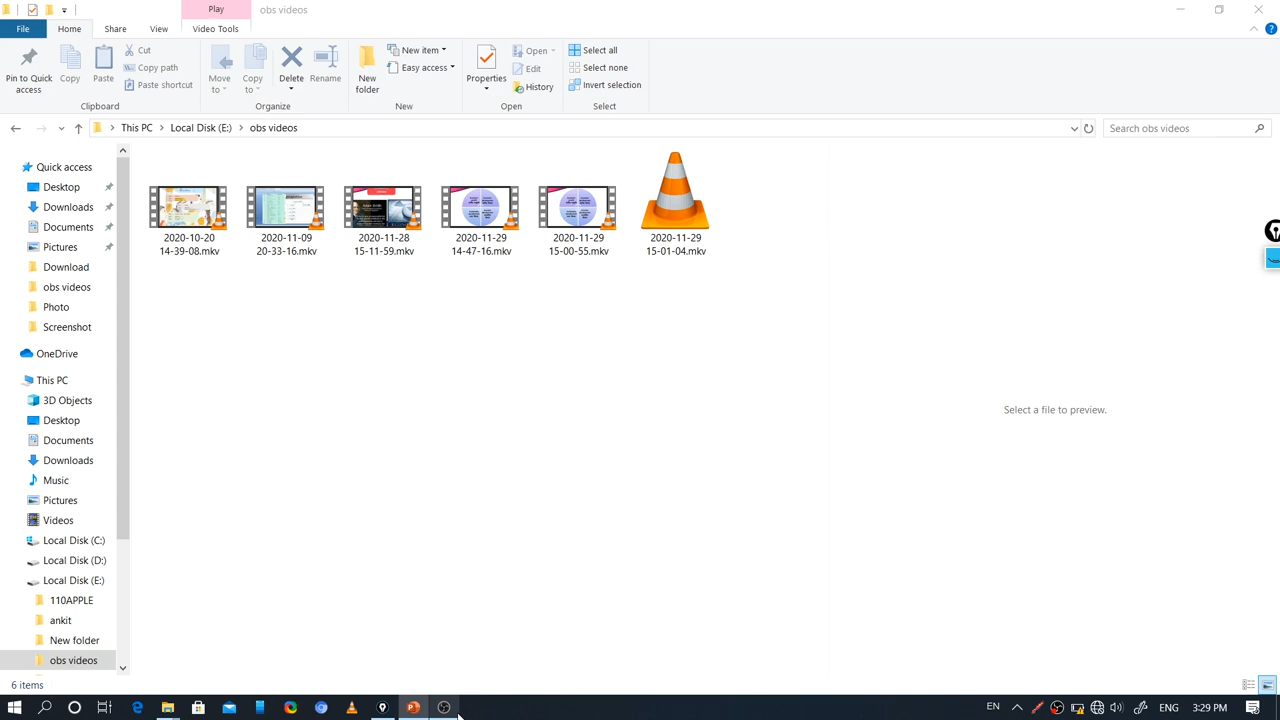 Play
obs videos
File
Home
Share
View
Video Tools
Pin to Quick
access
Copy
Paste
Cut
Copy path
Paste shortcut
Move
to
Copy
to
Delete
Rename
New
folder
New item
Easy access
Properties
Open
Edit
History
Select all
Select none
Invert selection
Clipboard
Organize
New
Open
Select
This PC
Local Disk (E:)
obs videos
Search obs videos
Quick access
Desktop
Downloads
Documents
Pictures
Download
obs videos
Photo
Screenshot
OneDrive
This PC
3D Objects
Desktop
Documents
Downloads
Music
Pictures
Videos
Local Disk (C:)
Local Disk (D:)
Local Disk (E:)
110APPLE
ankit
New folder
obs videos
2020-10-20
14-39-08.mkv
2020-11-09
20-33-16.mkv
2020-11-28
15-11-59.mkv
2020-11-29
14-47-16.mkv
2020-11-29
15-00-55.mkv
2020-11-29
15-01-04.mkv
Select a file to preview.
6 items
EN
ENG
3:29 PM